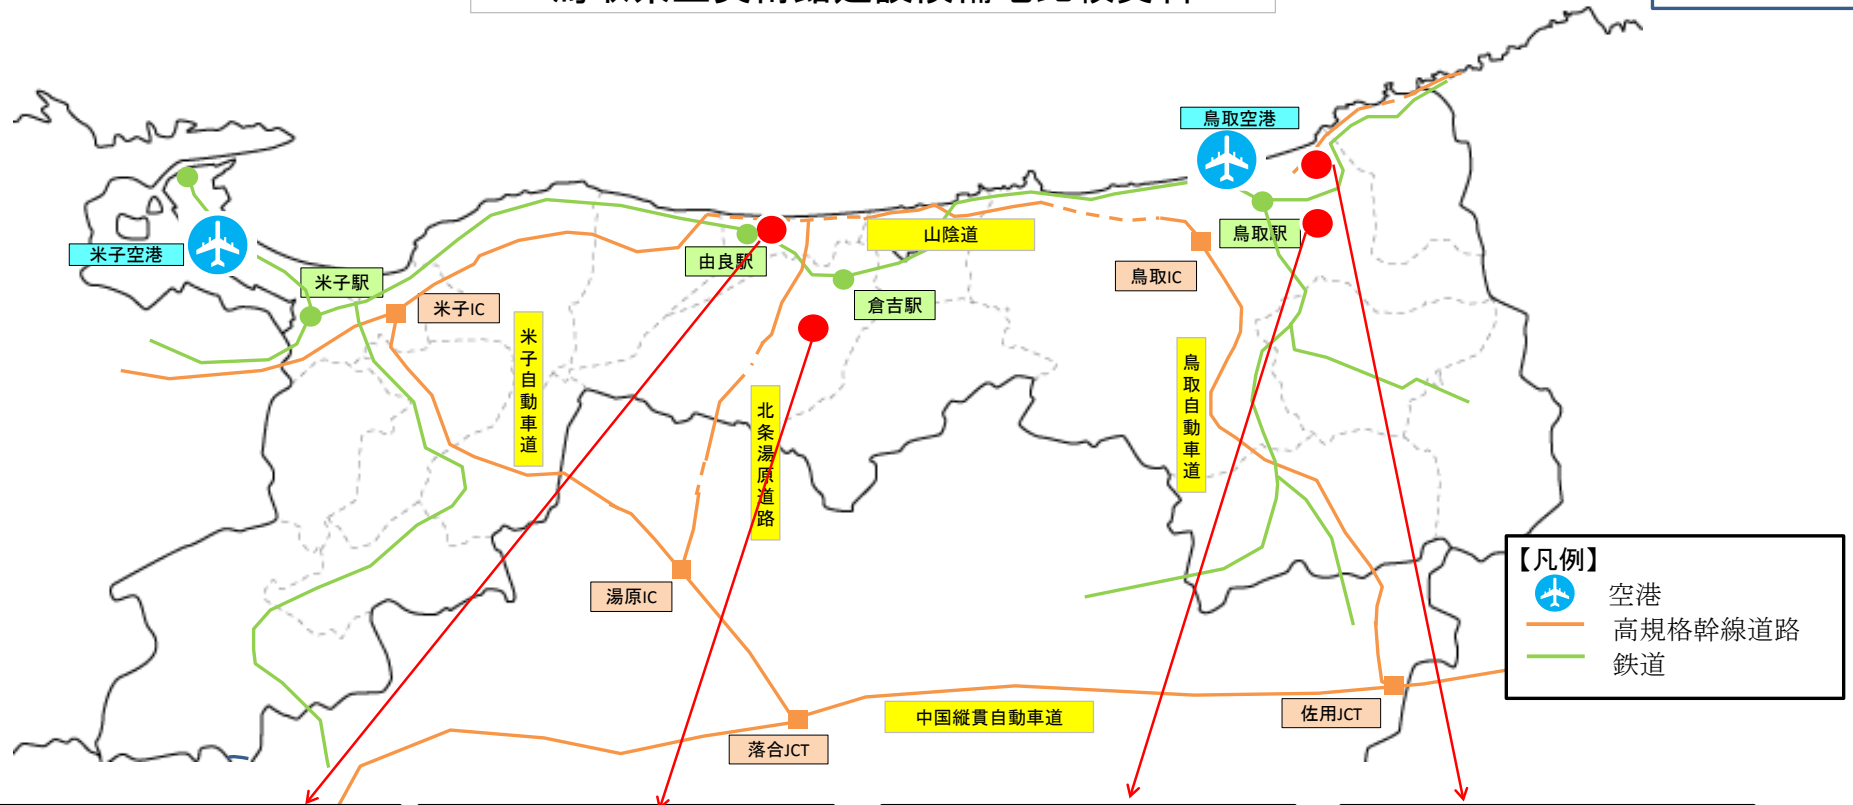 鳥取空港
米子空港
米子駅
米子IC
由良駅
倉吉駅
山陰道
鳥取駅
鳥取IC
米子自動車道
北条湯原道路
鳥取自動車道
湯原IC
落合JCT
中国縦貫自動車道
佐用JCT
【凡例】
空港
高規格幹線道路
鉄道